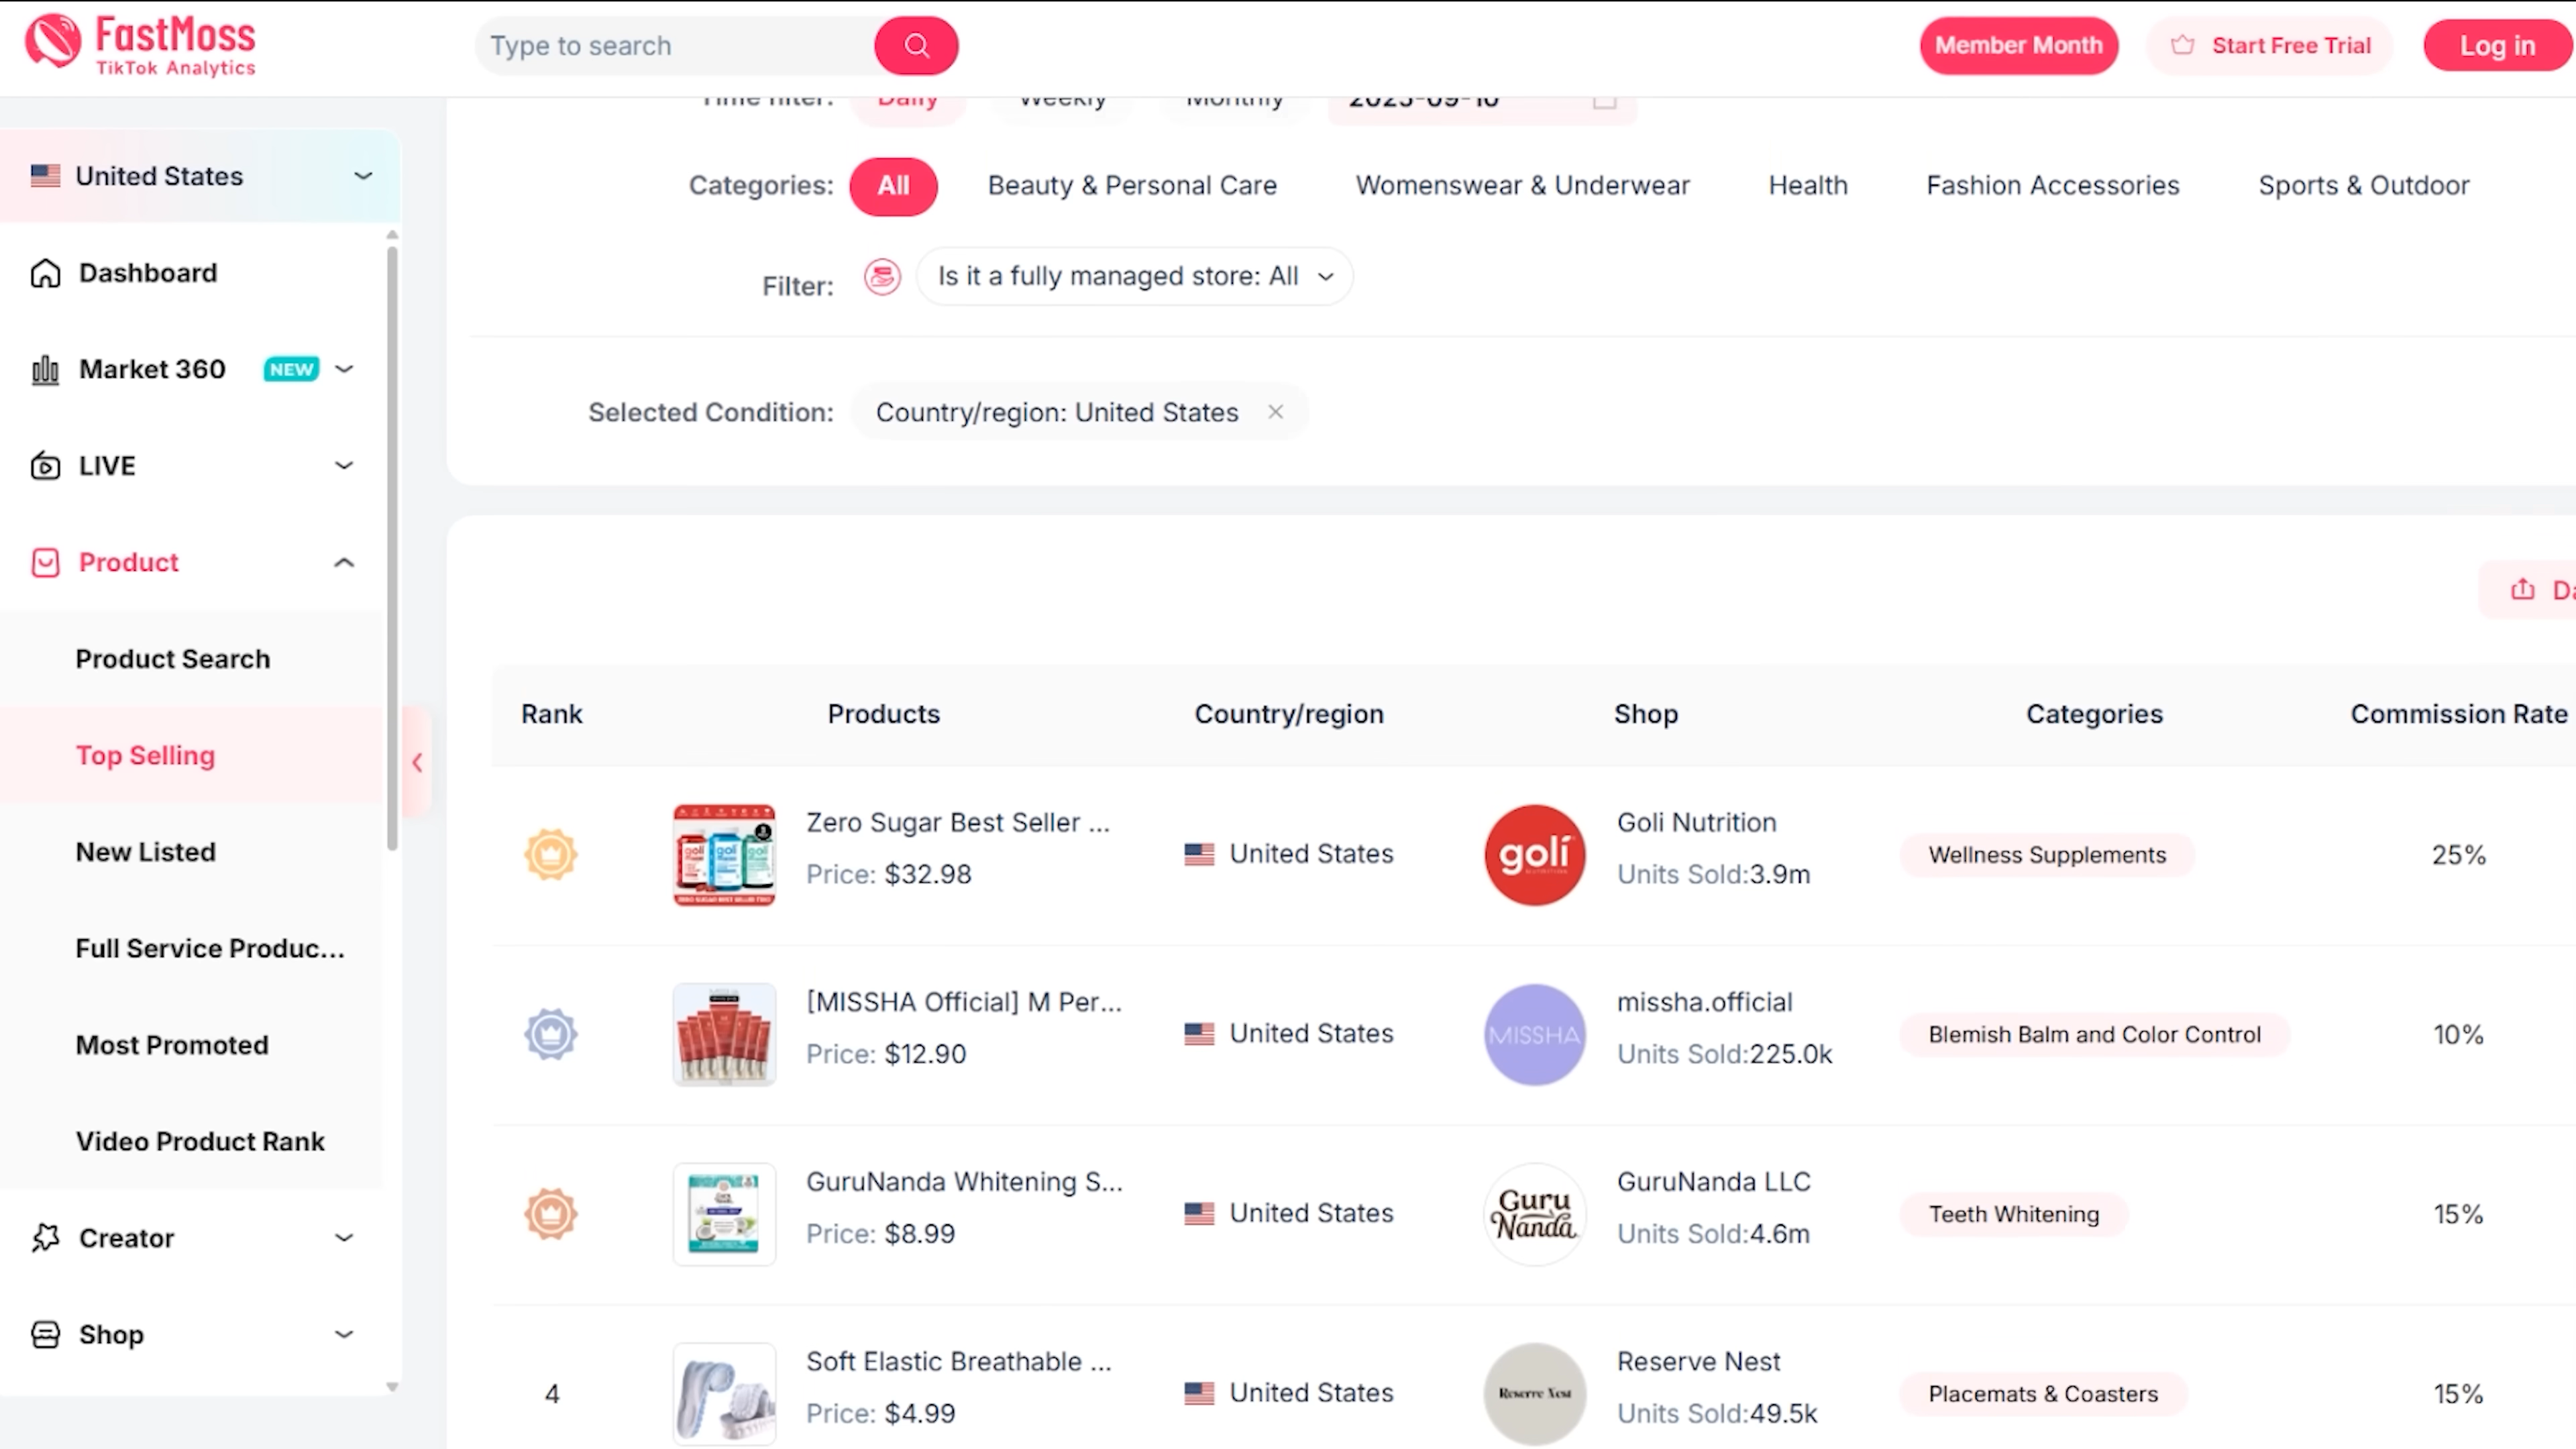 FastMoss
TikTok Analytics
Type to search
Member Month
Start Free Trial
Log in
United States
Dashboard
Market 360 NEW
LIVE
Product
Product Search
Top Selling
New Listed
Full Service Produc...
Most Promoted
Video Product Rank
Creator
Shop
Time filter: Daily Weekly Monthly
Categories: All Beauty & Personal Care Womenswear & Underwear Health Fashion Accessories Sports & Outdoor
Filter: Is it a fully managed store: All
Selected Condition: Country/region: United States ×
Rank Products Country/region Shop Categories Commission Rate
Zero Sugar Best Seller ...
Price: $32.98
United States
goli
Goli Nutrition
Units Sold:3.9m
Wellness Supplements
25%
[MISSHA Official] M Per...
Price: $12.90
United States
MISSHA
missha.official
Units Sold:225.0k
Blemish Balm and Color Control
10%
GuruNanda Whitening S...
Price: $8.99
United States
Guru
Nanda
GuruNanda LLC
Units Sold:4.6m
Teeth Whitening
15%
4
Soft Elastic Breathable ...
Price: $4.99
United States
Reserve Nest
Reserve Nest
Units Sold:49.5k
Placemats & Coasters
15%